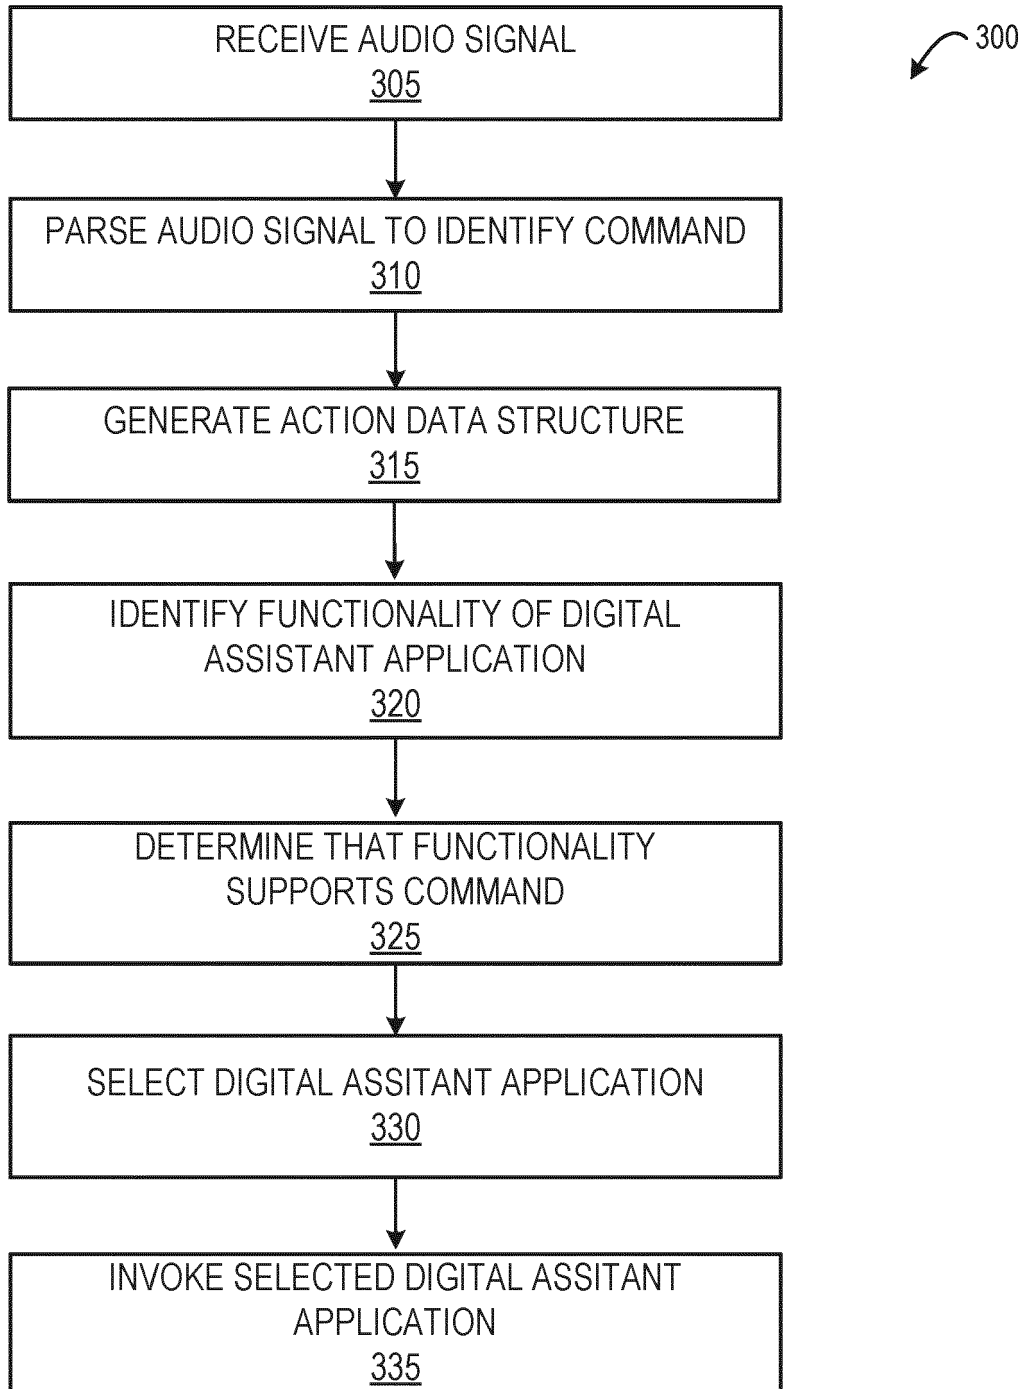 RECEIVE AUDIO SIGNAL
305
300
PARSE AUDIO SIGNAL TO IDENTIFY COMMAND
310
GENERATE ACTION DATA STRUCTURE
315
IDENTIFY FUNCTIONALITY OF DIGITAL
ASSISTANT APPLICATION
320
DETERMINE THAT FUNCTIONALITY
SUPPORTS COMMAND
325
SELECT DIGITAL ASSITANT APPLICATION
330
INVOKE SELECTED DIGITAL ASSITANT
APPLICATION
335